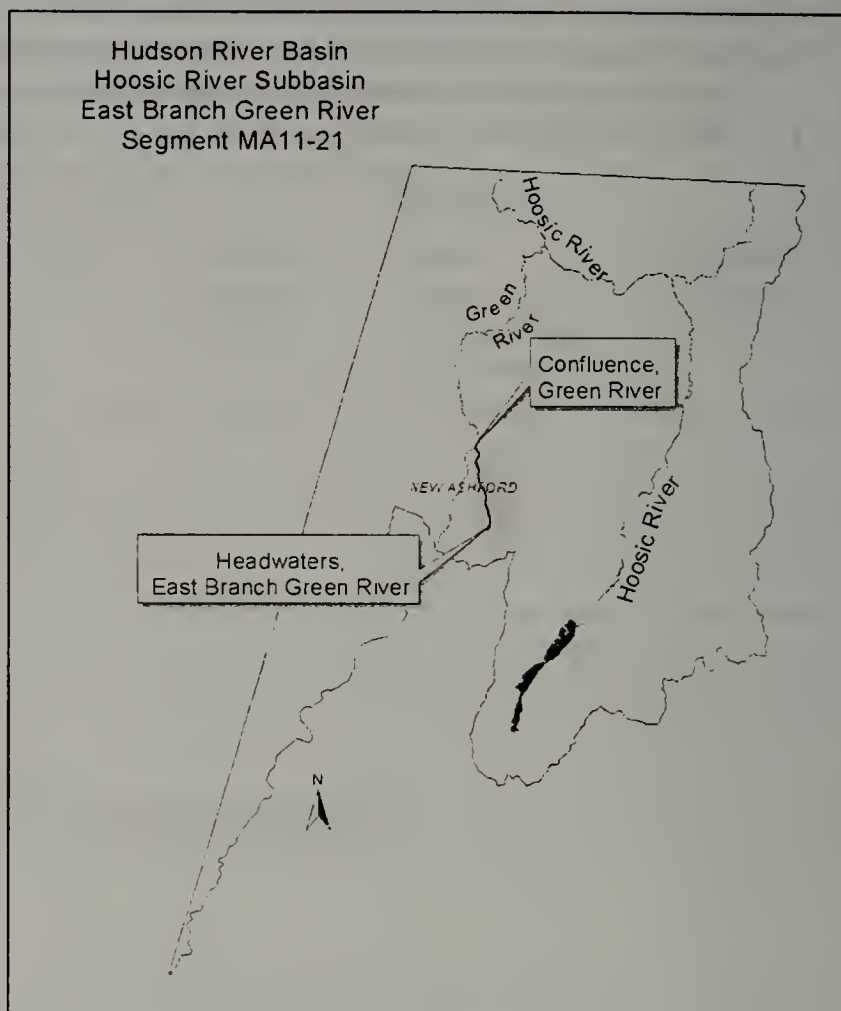 Hudson River Basin
Hoosic River Subbasin
East Branch Green River
Segment MA11-21
Hoosic River
Green
River
Confluence,
Green River
NEW ASHFORD
Hoosic River
Headwaters,
East Branch Green River
N